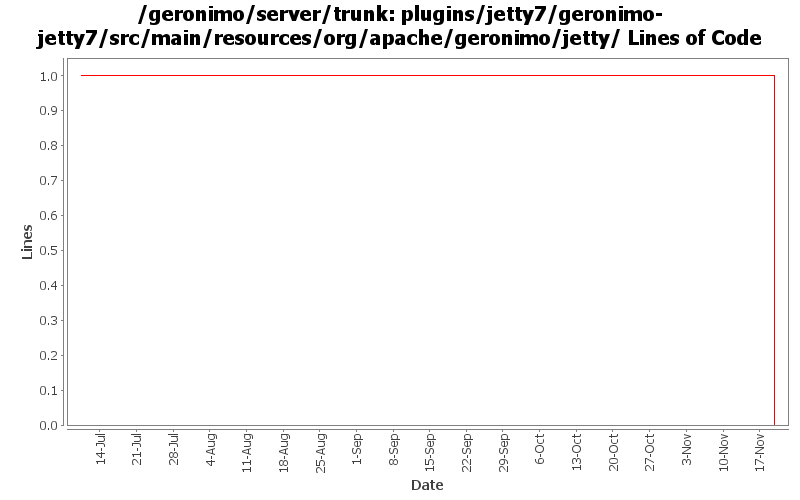 /geronimo/server/trunk: plugins/jetty7/geronimo-
jetty7/src/main/resources/org/apache/geronimo/jetty/ Lines of Code
1.0
0.9
0.8
0.7
0.6
0.5
0.4
0.3
0.2
0.1
0.0
Lines
14-Jul
21-Jul
28-Jul
4-Aug
11-Aug
18-Aug
25-Aug
1-Sep
8-Sep
15-Sep
22-Sep
29-Sep
6-Oct
13-Oct
20-Oct
27-Oct
3-Nov
10-Nov
17-Nov
Date